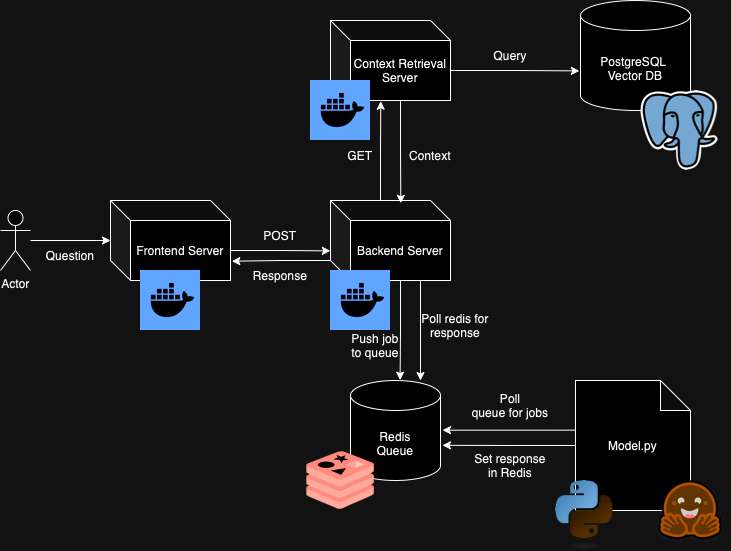 Context Retrieval
Server
Query
PostgreSQL
Vector DB
GET
Context
Actor
Question
Frontend Server
POST
Response
Backend Server
Push job
to queue
Poll redis for
response
Redis
Queue
Poll
queue for jobs
Set response
in Redis
Model.py